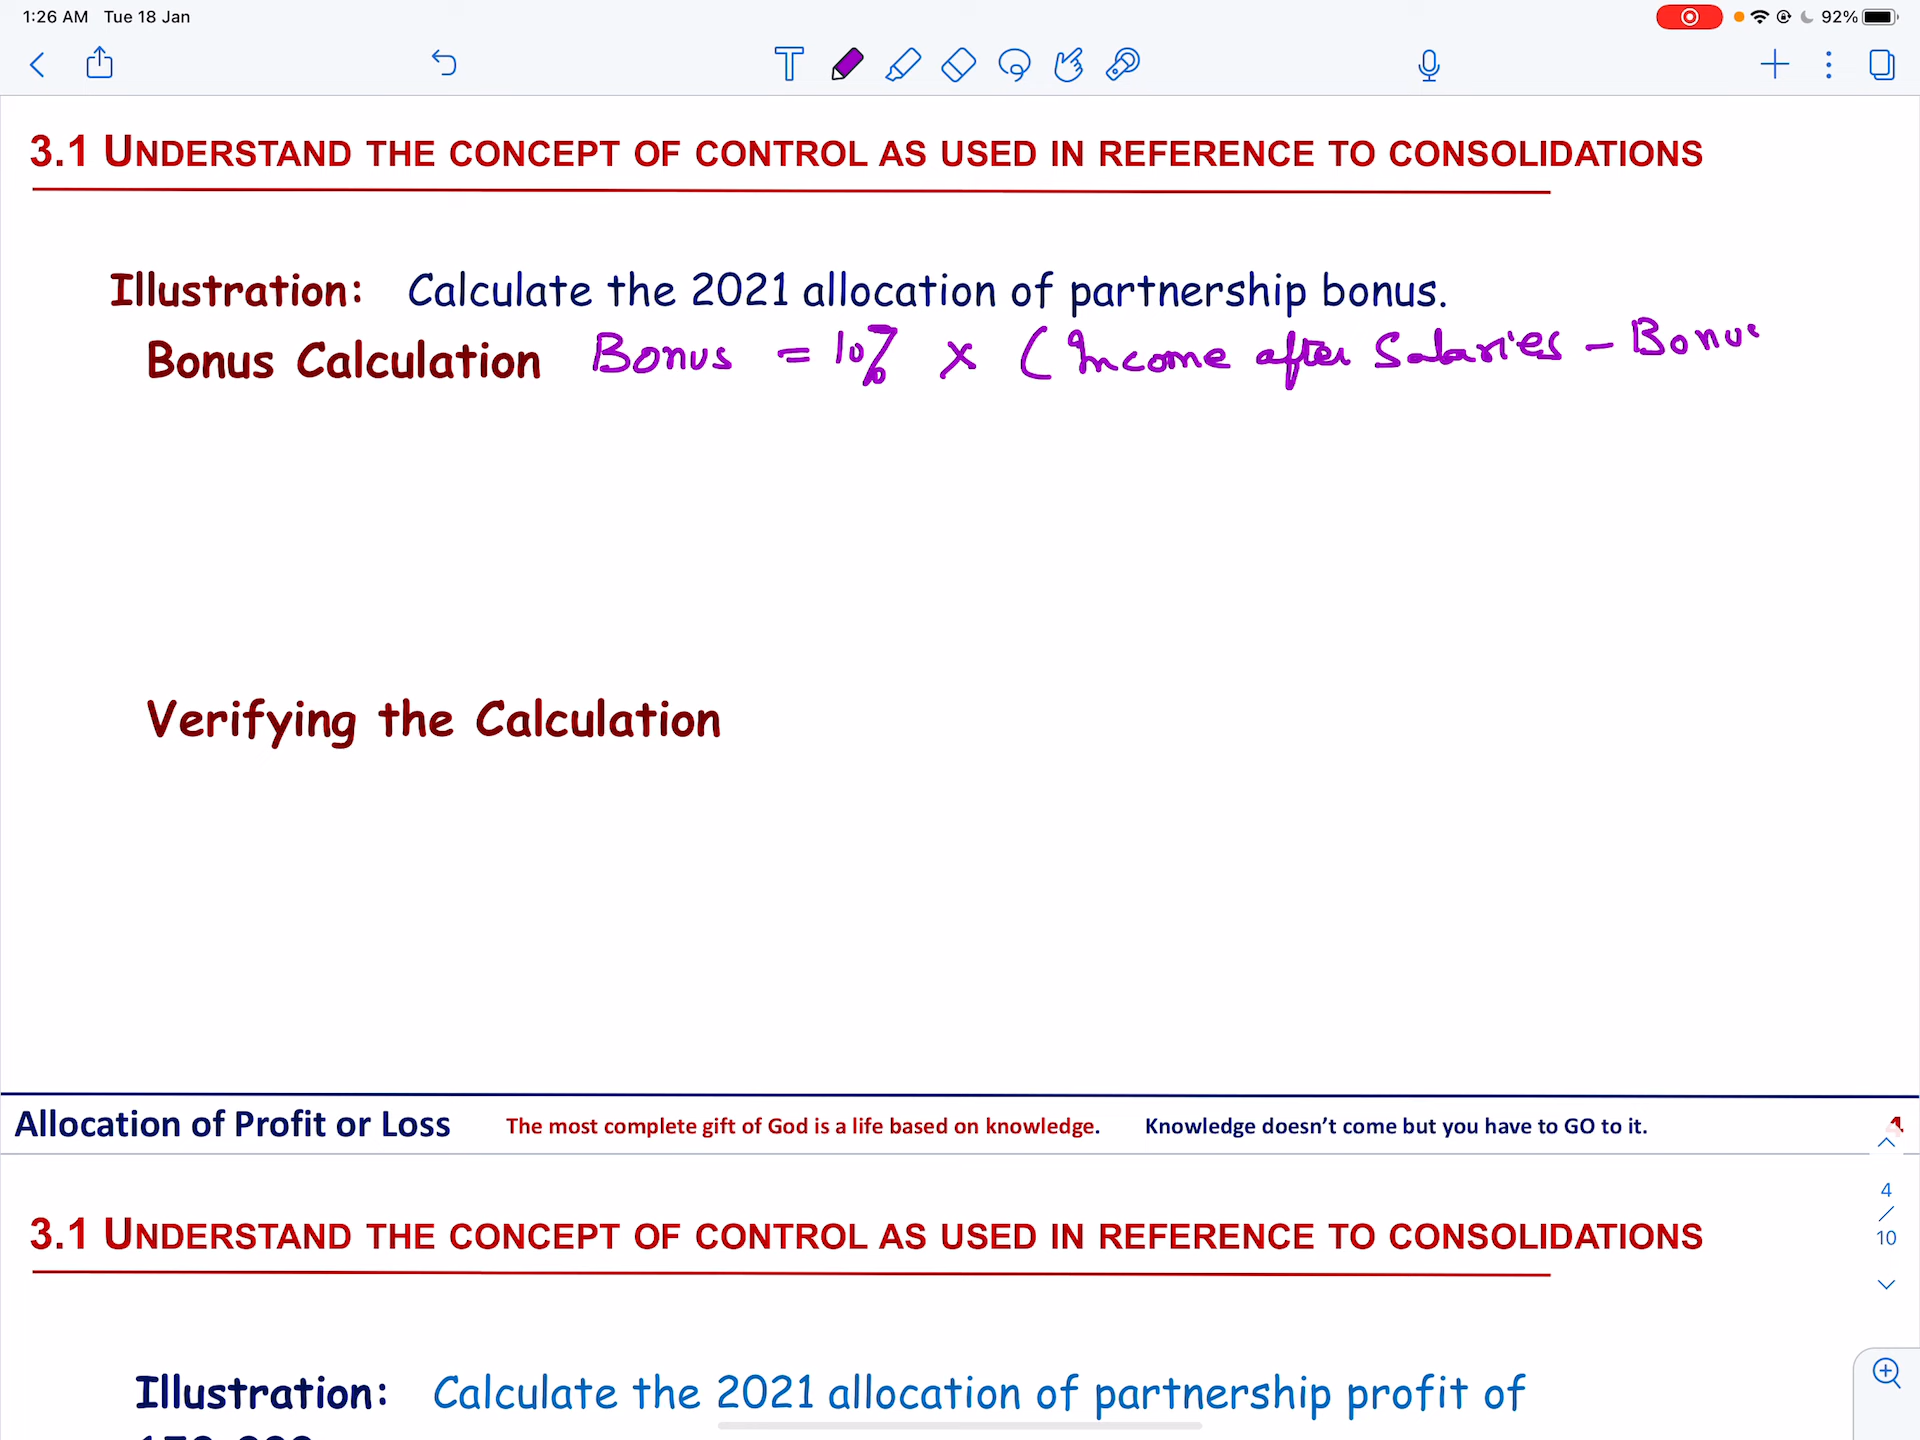 1:26 AM Tue 18 Jan 92%
3.1 UNDERSTAND THE CONCEPT OF CONTROL AS USED IN REFERENCE TO CONSOLIDATIONS
Illustration: Calculate the 2021 allocation of partnership bonus.
Bonus Calculation Bonus = 10% × (Income after Salaries – Bonus
Verifying the Calculation
Allocation of Profit or Loss The most complete gift of God is a life based on knowledge. Knowledge doesn’t come but you have to GO to it.
4
/
10
3.1 UNDERSTAND THE CONCEPT OF CONTROL AS USED IN REFERENCE TO CONSOLIDATIONS
Illustration: Calculate the 2021 allocation of partnership profit of